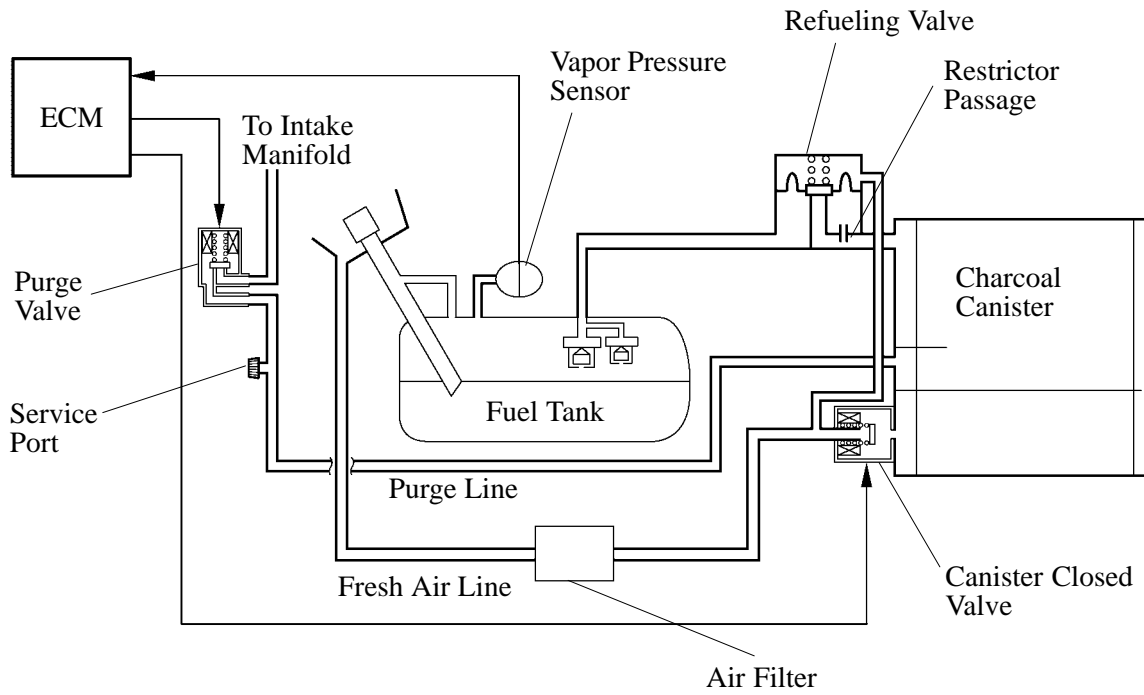 Refueling Valve
Vapor Pressure
Sensor
Restrictor
Passage
ECM
To Intake
Manifold
Purge
Valve
Charcoal
Canister
Service
Port
Fuel Tank
Purge Line
Fresh Air Line
Canister Closed
Valve
Air Filter